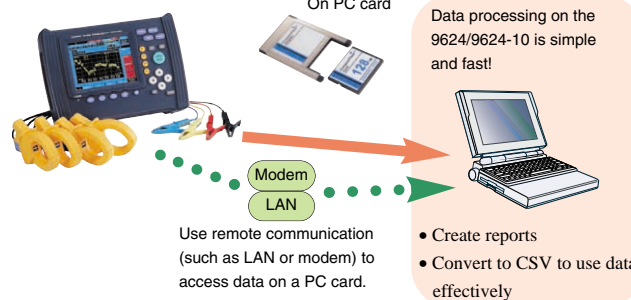 On PC card
128MB
Data processing on the
9624/9624-10 is simple
and fast!
Modem
LAN
Use remote communication
(such as LAN or modem) to
access data on a PC card.
• Create reports
• Convert to CSV to use data
effectively